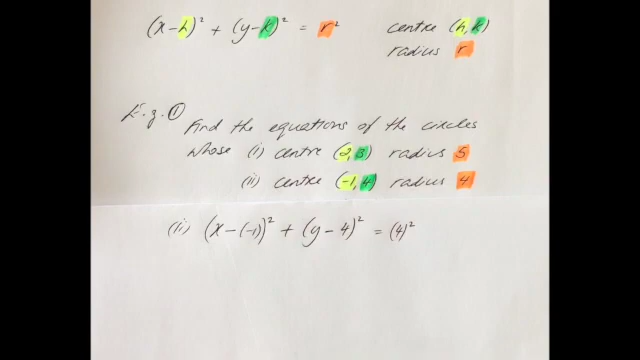 (x-h)² + (y-k)² = r² centre (h, k)
radius r
E.g. ①
Find the equations of the circles
whose (i) centre (2, 3) radius 5
(ii) centre (-1, 4) radius 4
(ii) (x-(-1))² + (y-4)² = (4)²